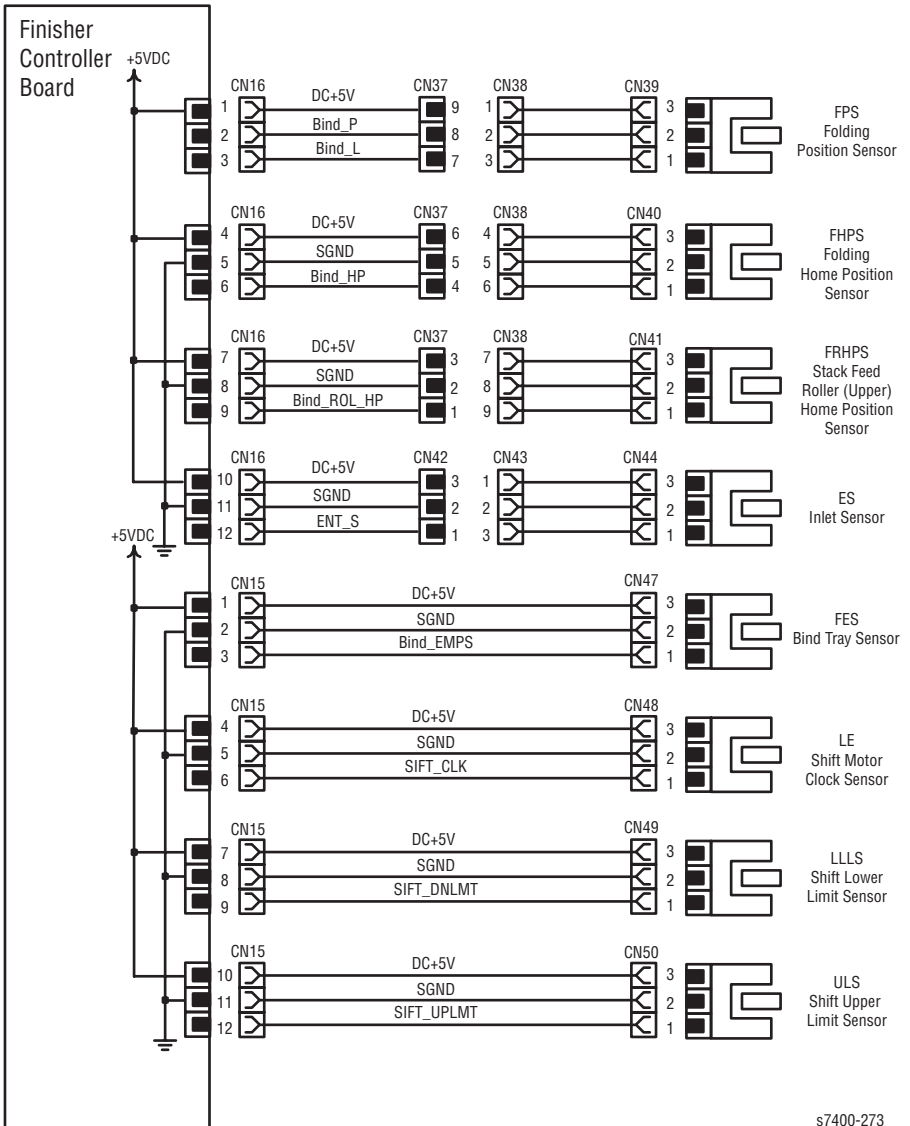 Finisher
Controller
Board
+5VDC
CN16
CN37
CN38
CN39
1
DC+5V
9
1
3
2
Bind_P
8
2
2
3
Bind_L
7
3
1
FPS
Folding
Position Sensor
CN16
CN37
CN38
CN40
4
DC+5V
6
4
3
5
SGND
5
5
2
6
Bind_HP
4
6
1
FHPS
Folding
Home Position
Sensor
CN16
CN37
CN38
CN41
7
DC+5V
3
7
3
8
SGND
2
8
2
9
Bind_ROL_HP
1
9
1
FRHPS
Stack Feed
Roller (Upper)
Home Position
Sensor
CN16
CN42
CN43
CN44
10
DC+5V
3
1
3
11
SGND
2
2
2
12
ENT_S
1
3
1
ES
Inlet Sensor
+5VDC
CN15
CN47
1
DC+5V
3
2
SGND
2
3
Bind_EMPS
1
FES
Bind Tray Sensor
CN15
CN48
4
DC+5V
3
5
SGND
2
6
SIFT_CLK
1
LE
Shift Motor
Clock Sensor
CN15
CN49
7
DC+5V
3
8
SGND
2
9
SIFT_DNLMT
1
LLLS
Shift Lower
Limit Sensor
CN15
CN50
10
DC+5V
3
11
SGND
2
12
SIFT_UPLMT
1
ULS
Shift Upper
Limit Sensor
s7400-273